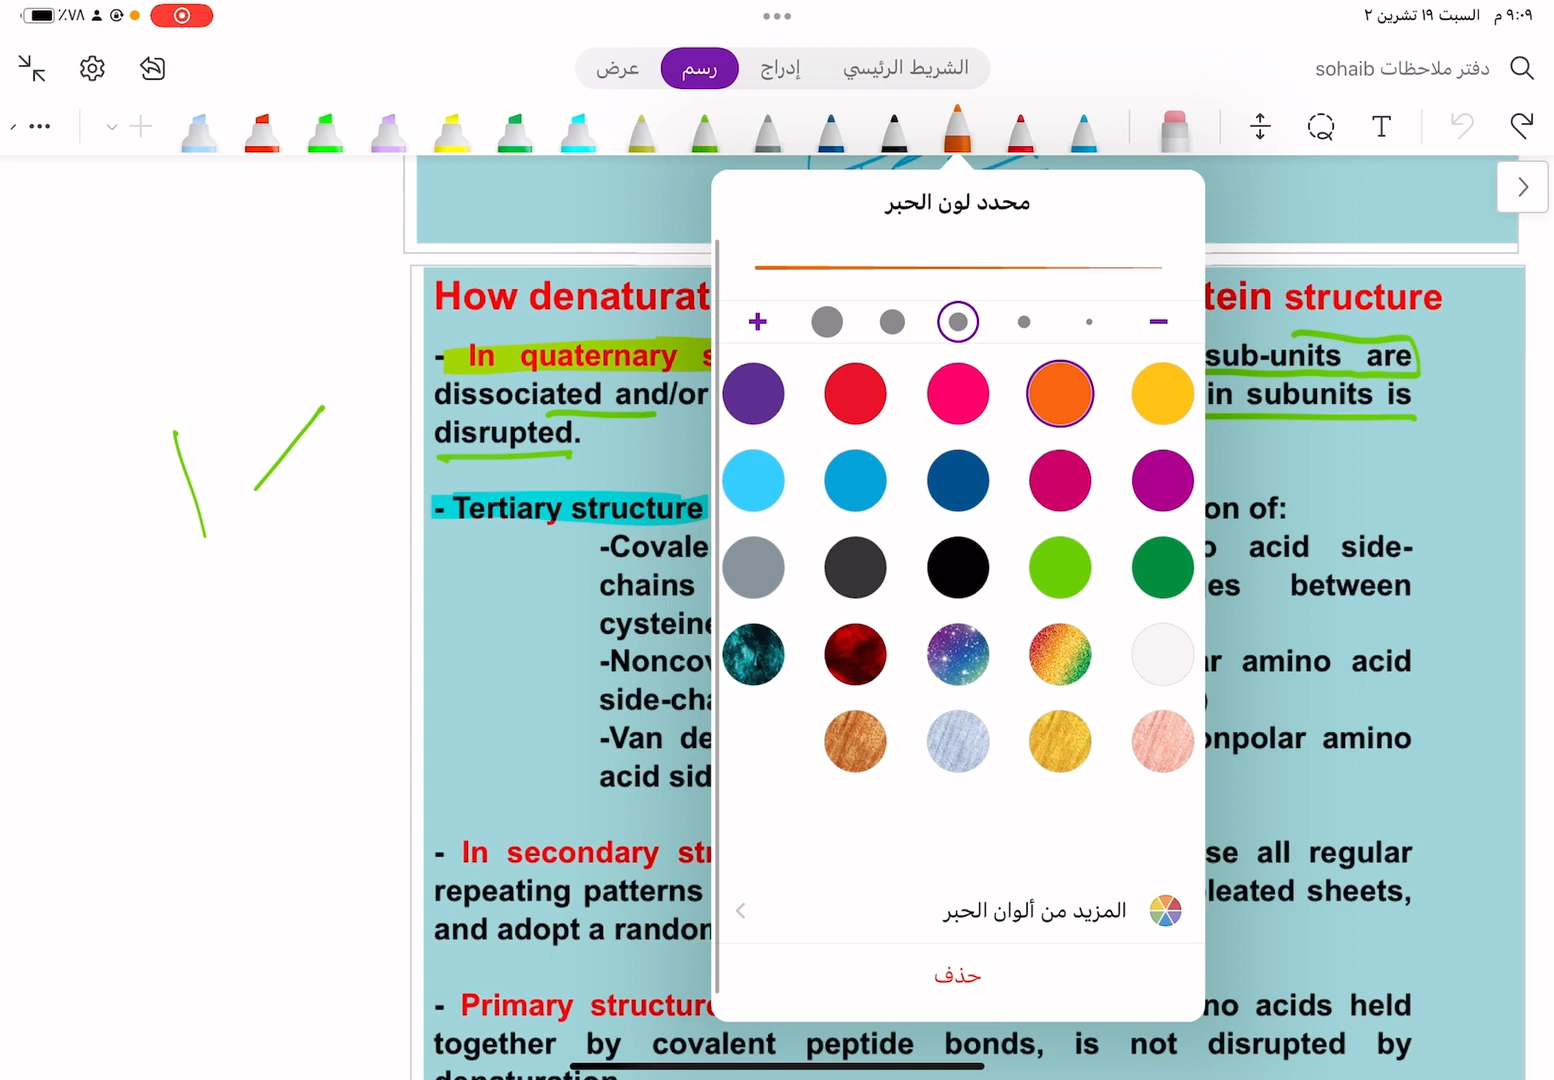 ٪٧٨
السبت ١٩ تشرين ٢ ٩:٠٩ م
دفتر ملاحظات sohaib
الشريط الرئيسي إدراج رسم عرض
محدد لون الحبر
How denaturat tein structure
- In quaternary s sub-units are
dissociated and/or in subunits is
disrupted.
- Tertiary structure on of:
-Covale acid side-
chains es between
cysteine
-Noncov amino acid
side-cha
-Van de onpolar amino
acid sid
- In secondary str se all regular
repeating patterns leated sheets,
and adopt a randor
المزيد من ألوان الحبر
حذف
- Primary structure no acids held
together by covalent peptide bonds, is not disrupted by
denaturation